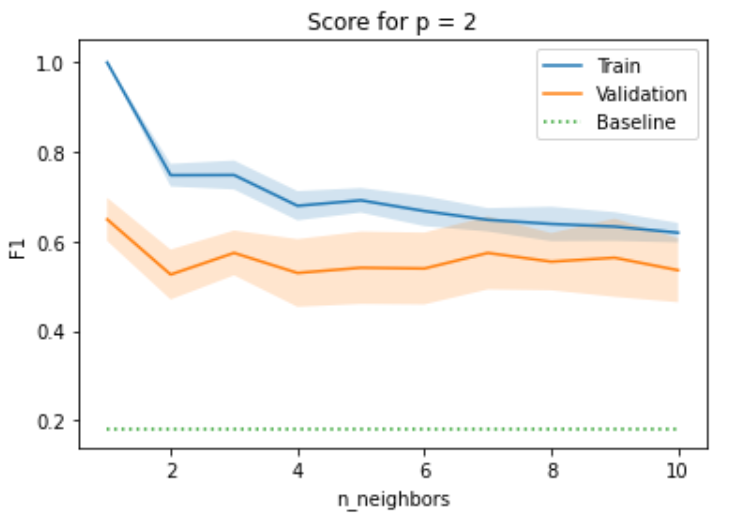 Score for p = 2
1.0
0.8
0.6
0.4
0.2
F1
Train
Validation
Baseline
2
4
6
8
10
n_neighbors